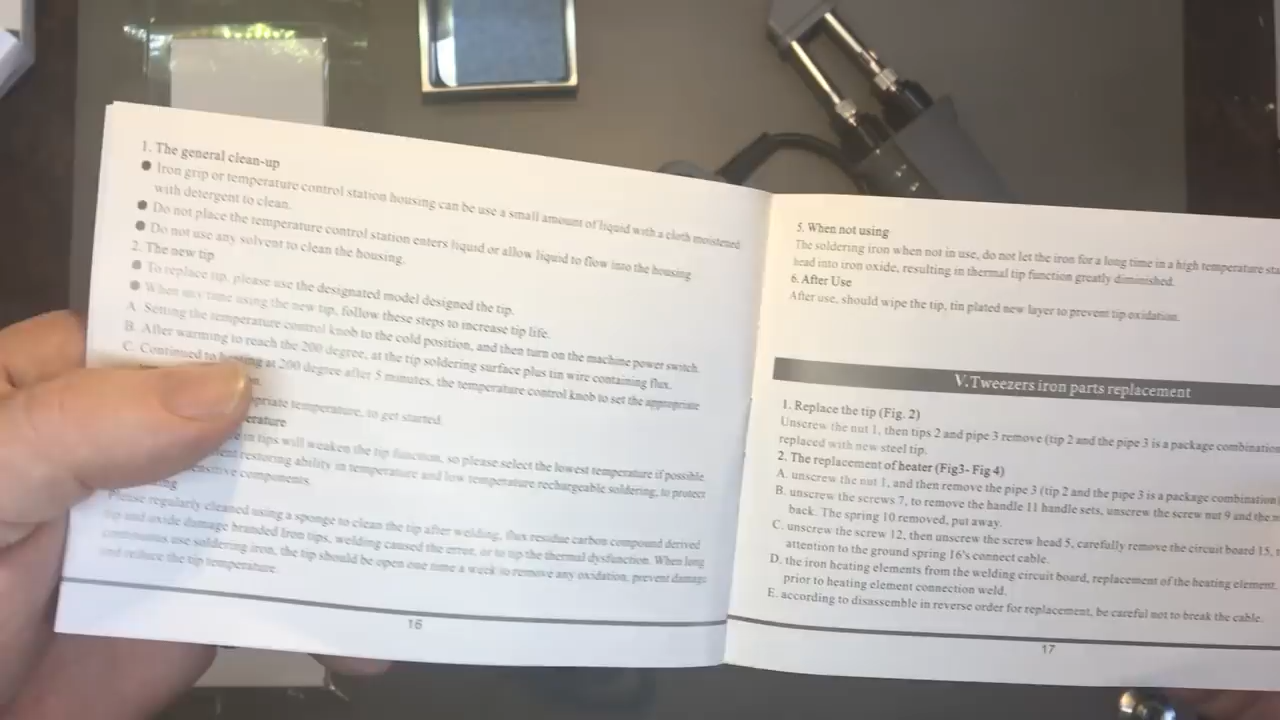 1. The general clean-up
● Iron grip or temperature control station housing can be use a small amount of liquid with a cloth moistened
with detergent to clean.
● Do not place the temperature control station enters liquid or allow liquid to flow into the housing
● Do not use any solvent to clean the housing.
2. The new tip
● To replace tip, please use the designated model designed the tip.
● When any time using the new tip, follow these steps to increase tip life.
A. Setting the temperature control knob to the cold position, and then turn on the machine power switch.
B. After warming to reach the 200 degree, at the tip soldering surface plus tin wire containing flux.
C. Continued to heating at 200 degree after 5 minutes, the temperature control knob to set the appropriate
priate temperature, to get started.
erature
e in tips will weaken the tip function, so please select the lowest temperature if possible.
ent restoring ability in temperature and low temperature rechargeable soldering, to protect
ensitive components.
ing
Please regularly cleaned using a sponge to clean the tip after welding, flux residue carbon compound derived
tip and oxide damage branded iron tips, welding caused the error, or to tip the thermal dysfunction. When long
continuous use soldering iron, the tip should be open one time a week to remove any oxidation, prevent damage
and reduce the tip temperature.
16
5. When not using
The soldering iron when not in use, do not let the iron for a long time in a high temperature sta
head into iron oxide, resulting in thermal tip function greatly diminished.
6. After Use
After use, should wipe the tip, tin plated new layer to prevent tip oxidation.
V.Tweezers iron parts replacement
1. Replace the tip (Fig. 2)
Unscrew the nut 1, then tips 2 and pipe 3 remove (tip 2 and the pipe 3 is a package combination
replaced with new steel tip.
2. The replacement of heater (Fig3- Fig 4)
A. unscrew the nut 1, and then remove the pipe 3 (tip 2 and the pipe 3 is a package combination
B. unscrew the screws 7, to remove the handle 11 handle sets, unscrew the screw nut 9 and the
back. The spring 10 removed, put away.
C. unscrew the screw 12, then unscrew the screw head 5, carefully remove the circuit board 15,
attention to the ground spring 16's connect cable.
D. the iron heating elements from the welding circuit board, replacement of the heating element.
prior to heating element connection weld.
E. according to disassemble in reverse order for replacement, be careful not to break the cable.
17